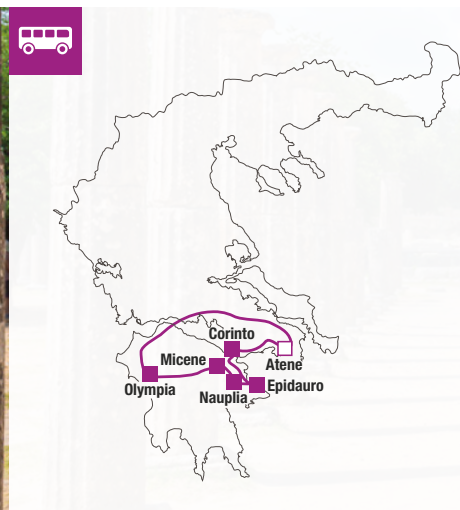 Corinto
Micene
Atene
Olympia
Epidauro
Nauplia